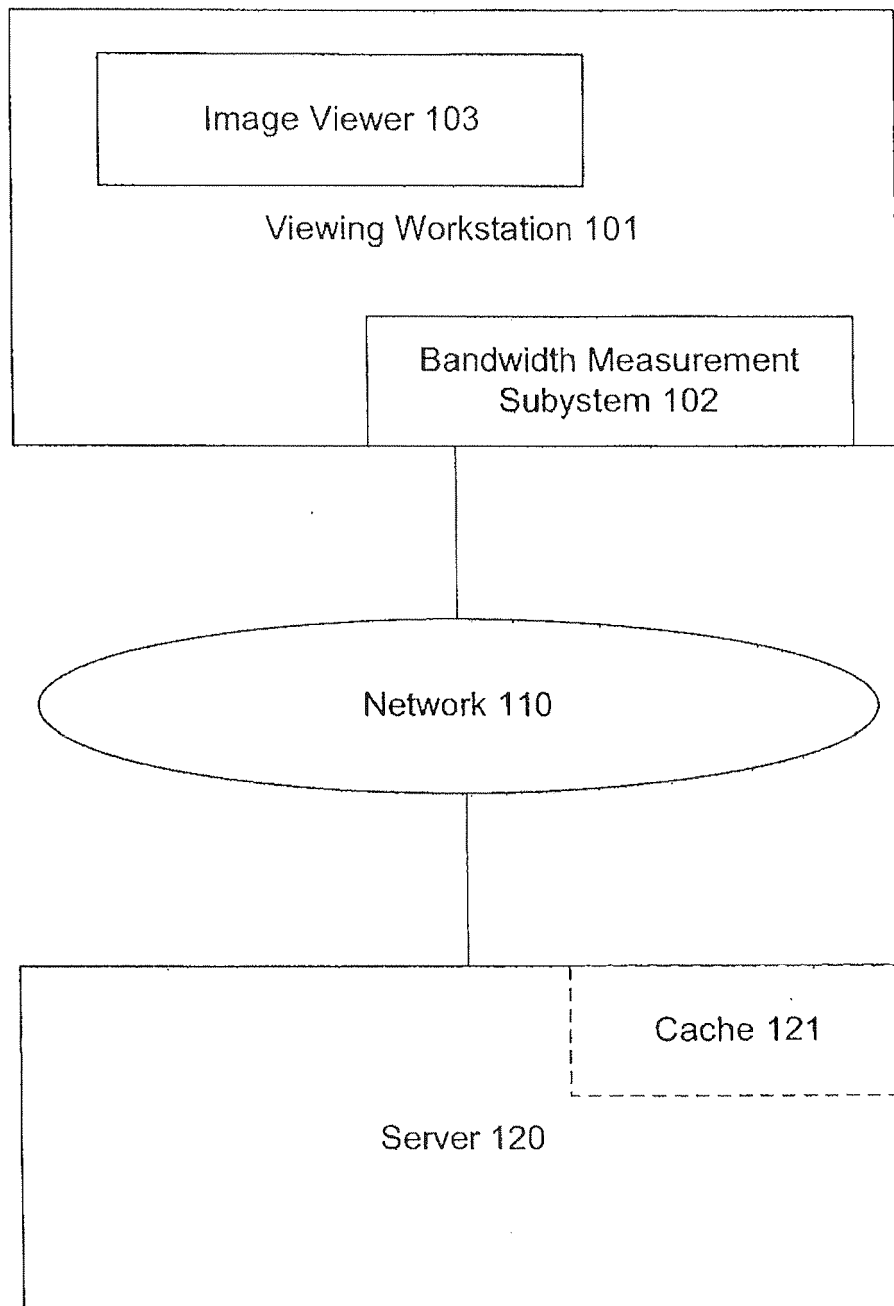 Image Viewer 103
Viewing Workstation 101
Bandwidth Measurement
Subystem 102
Network 110
Cache 121
Server 120